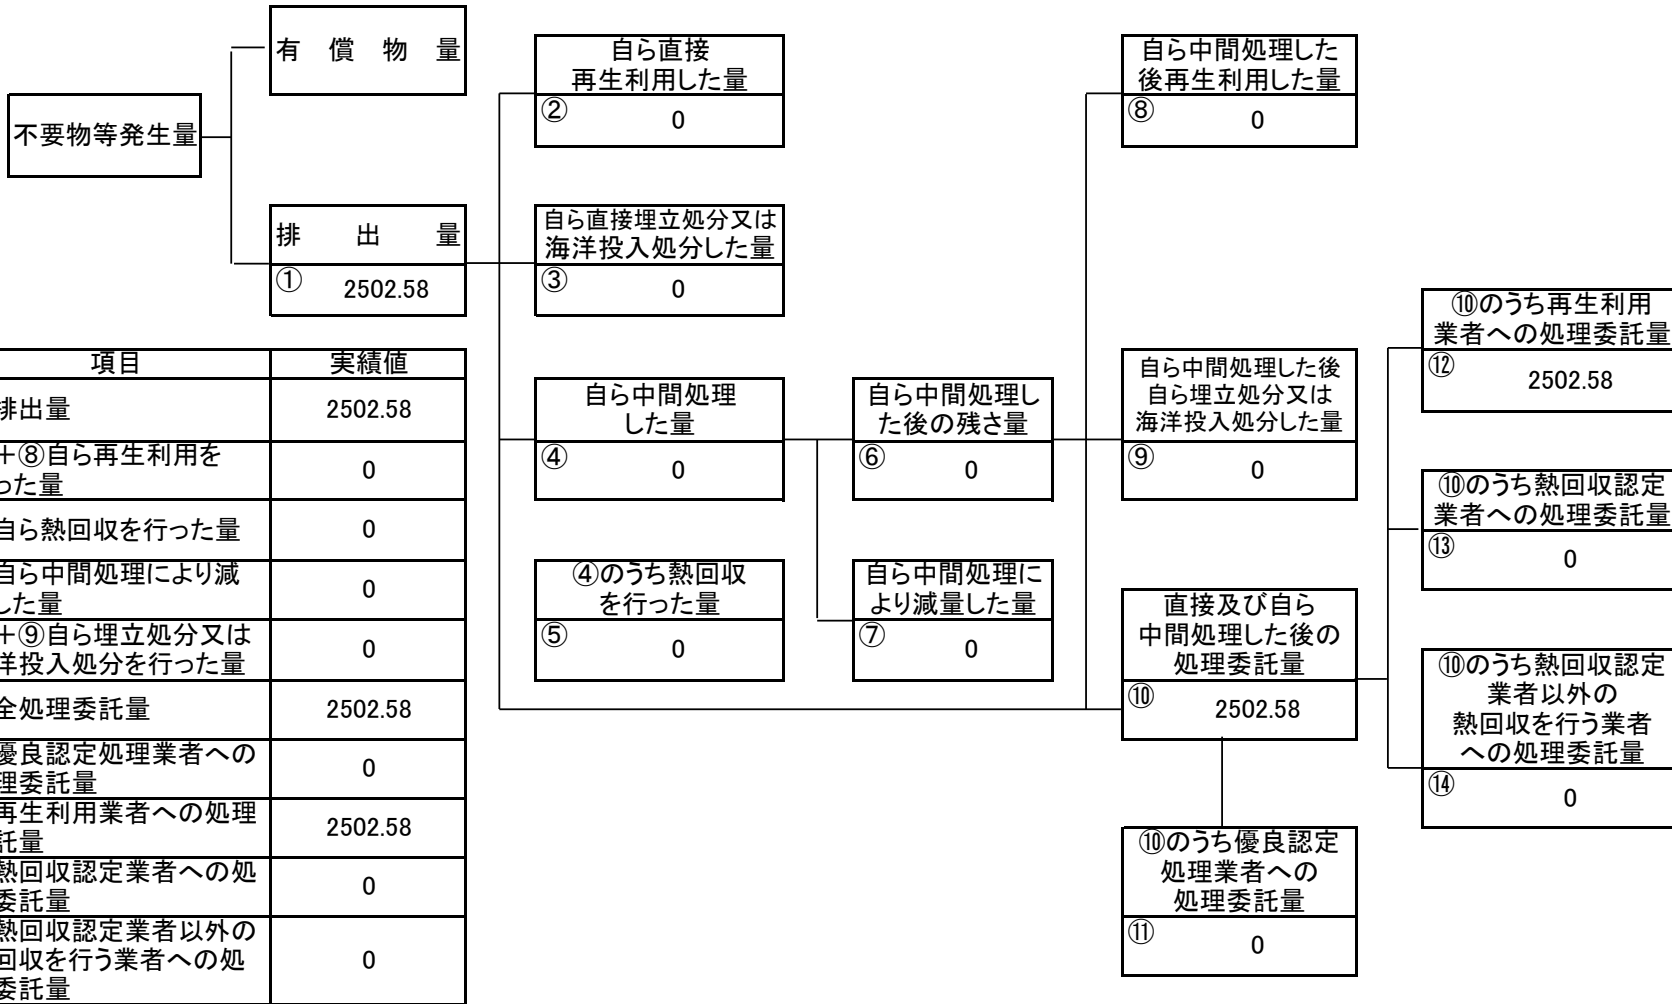 有償物量
不要物等発生量
排出量
① 2502.58
自ら直接
再生利用した量
② 0
自ら直接埋立処分又は
海洋投入処分した量
③ 0
自ら中間処理
した量
④ 0
④のうち熱回収
を行った量
⑤ 0
自ら中間処理し
た後の残さ量
⑥ 0
自ら中間処理に
より減量した量
⑦ 0
自ら中間処理した
後再生利用した量
⑧ 0
自ら中間処理した後
自ら埋立処分又は
海洋投入処分した量
⑨ 0
直接及び自ら
中間処理した後の
処理委託量
⑩ 2502.58
⑩のうち優良認定
処理業者への
処理委託量
⑪ 0
⑩のうち再生利用
業者への処理委託量
⑫ 2502.58
⑩のうち熱回収認定
業者への処理委託量
⑬ 0
⑩のうち熱回収認定
業者以外の
熱回収を行う業者
への処理委託量
⑭ 0
項目 実績値
排出量 2502.58
+⑧自ら再生利用を
った量 0
自ら熱回収を行った量 0
自ら中間処理により減
した量 0
+⑨自ら埋立処分又は
洋投入処分を行った量 0
全処理委託量 2502.58
優良認定処理業者への
理委託量 0
再生利用業者への処理
託量 2502.58
熱回収認定業者への処
委託量 0
熱回収認定業者以外の
回収を行う業者への処
委託量 0